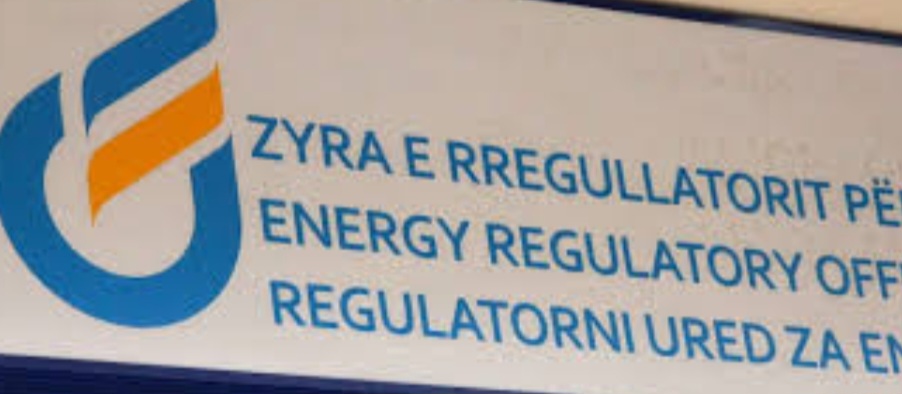 ZYRA E RREGULLATORIT PË
ENERGY REGULATORY OFF
REGULATORNI URED ZA EN